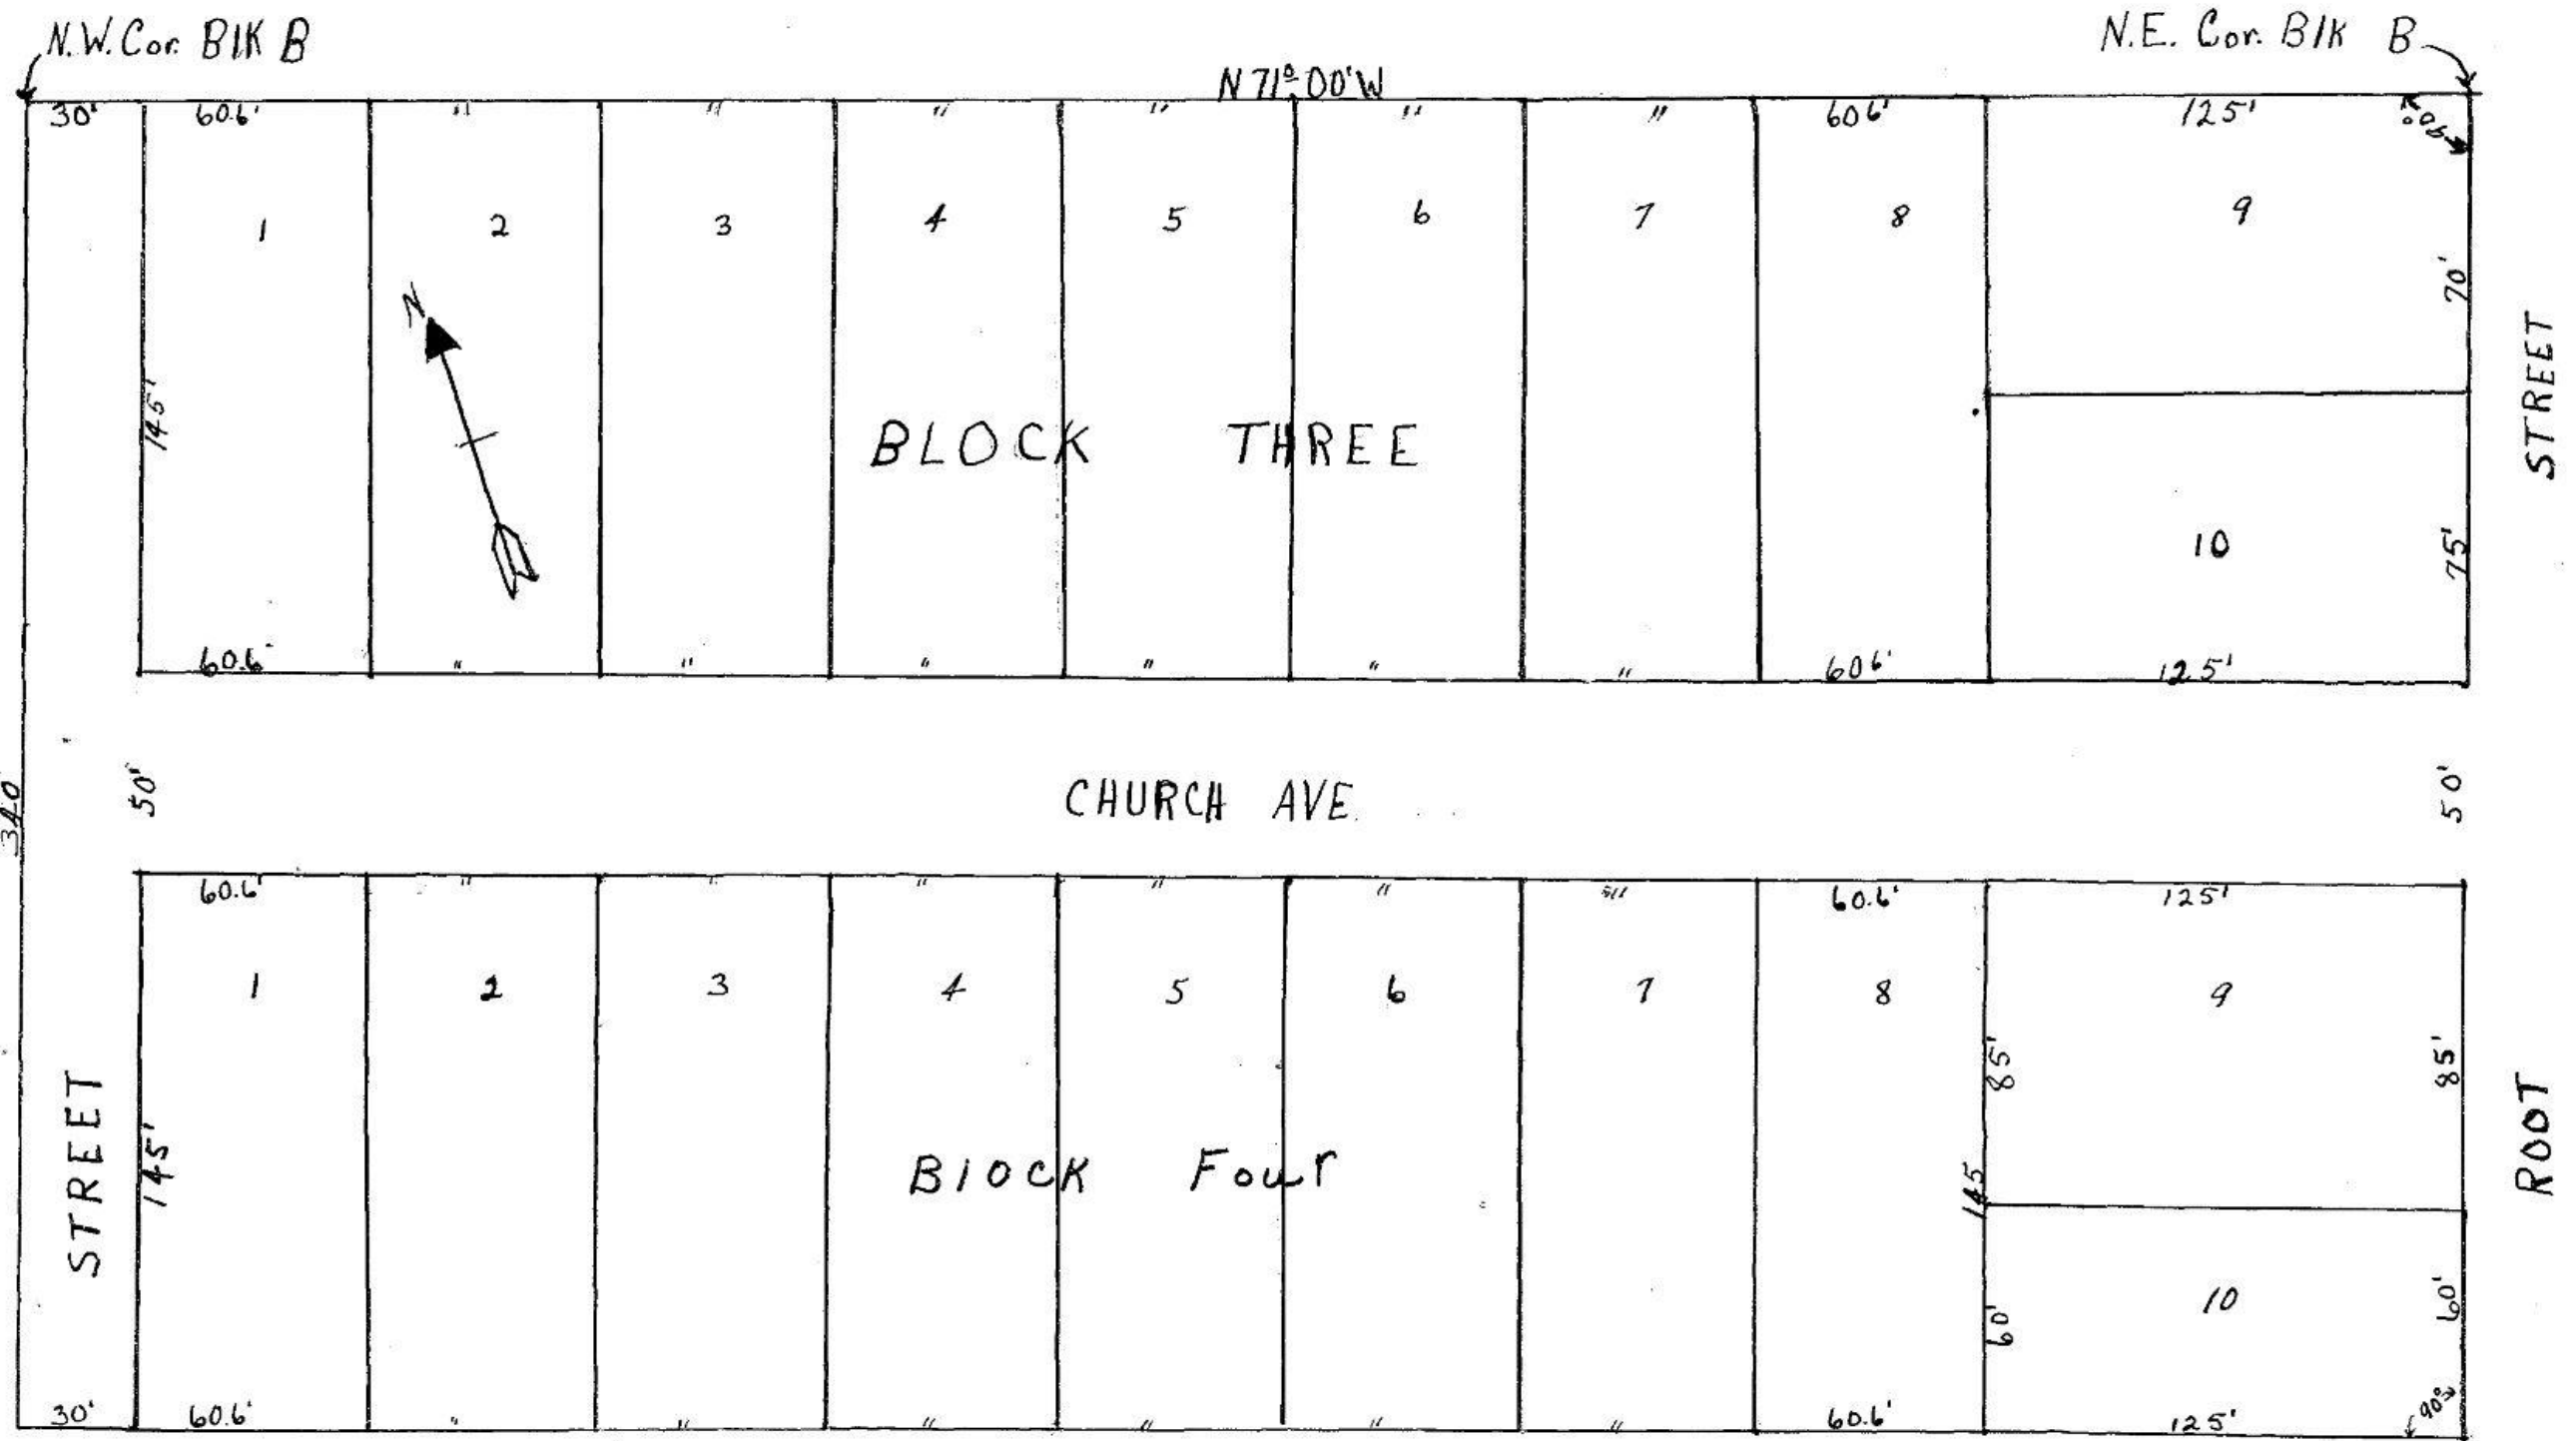 N.W. Cor. Blk B
N.E. Cor. Blk B
N 71° 00' W
30' 60.6' " " " " " " 60 6' 125' 90°
1 2 3 4 5 6 7 8 9
N
70'
145'
BLOCK THREE
STREET
10
75'
60.6' " " " " " " 60 6' 125'
340
50'
CHURCH AVE.
50'
60.6' " " " " " " 60.6' 125'
1 2 3 4 5 6 7 8 9
85' 85'
STREET
145'
Block Four
145
ROOT
10
60' 60'
30' 60.6' " " " " " " 60.6' 125' 90°